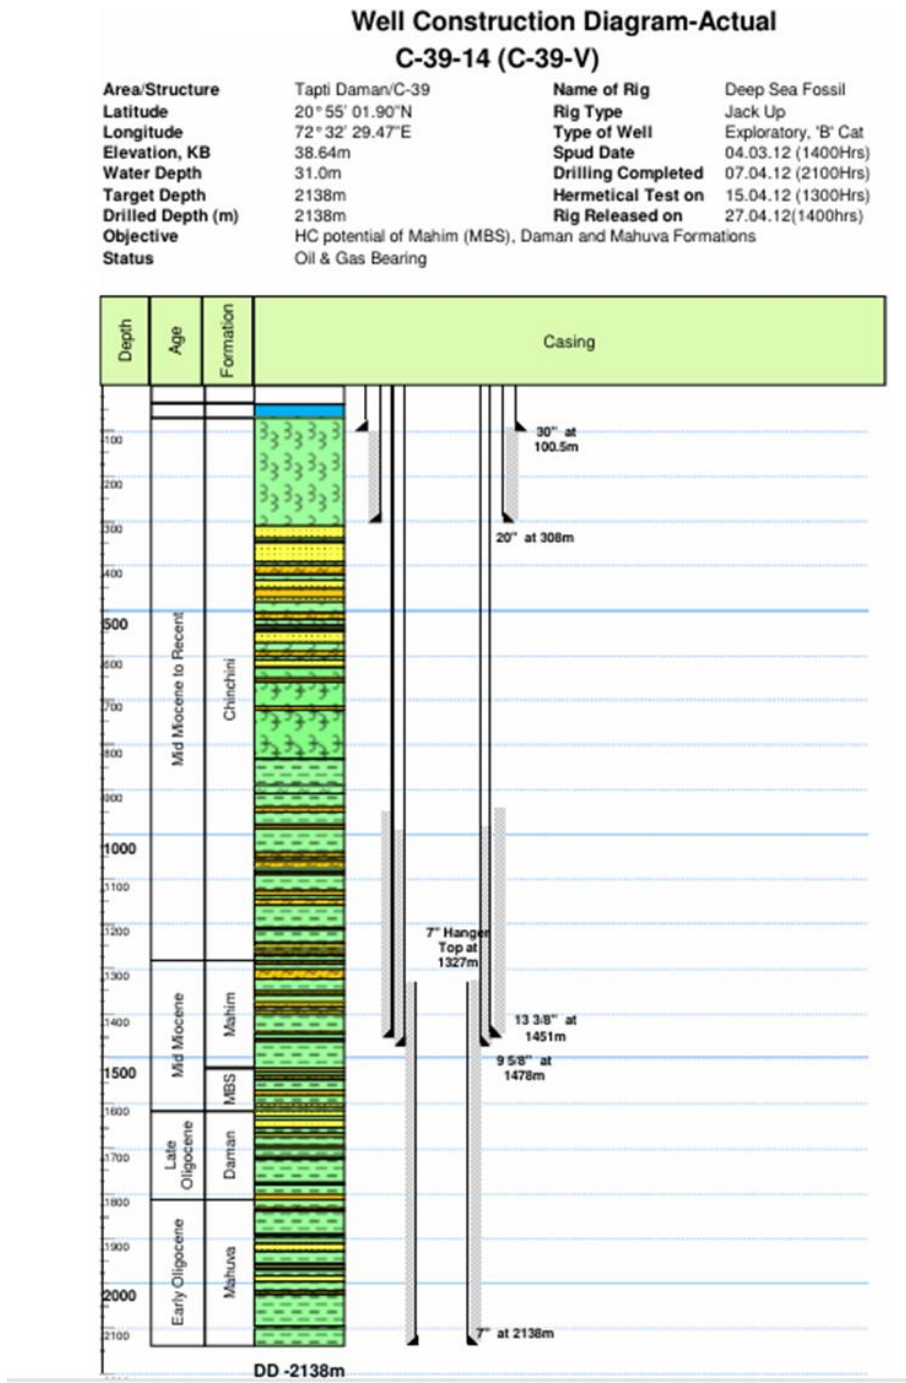 Well Construction Diagram-Actual
C-39-14 (C-39-V)
Area/Structure Tapti Daman/C-39 Name of Rig Deep Sea Fossil
Latitude 20°55' 01.90"N Rig Type Jack Up
Longitude 72°32' 29.47"E Type of Well Exploratory, 'B' Cat
Elevation, KB 38.64m Spud Date 04.03.12 (1400Hrs)
Water Depth 31.0m Drilling Completed 07.04.12 (2100Hrs)
Target Depth 2138m Hermetical Test on 15.04.12 (1300Hrs)
Drilled Depth (m) 2138m Rig Released on 27.04.12(1400hrs)
Objective HC potential of Mahim (MBS), Daman and Mahuva Formations
Status Oil & Gas Bearing
Depth Age Formation Casing
100
30" at
100.5m
200
300
20" at 308m
400
500
600
Mid Miocene to Recent
Chinchini
700
800
900
1000
1100
1200
7" Hanger
Top at
1327m
1300
Mid Miocene
Mahim
1400
13 3/8" at
1451m
9 5/8" at
1478m
1500
MBS
1600
Late
Oligocene
Daman
1700
1800
1900
Early Oligocene
Mahuva
2000
2100
7" at 2138m
DD -2138m